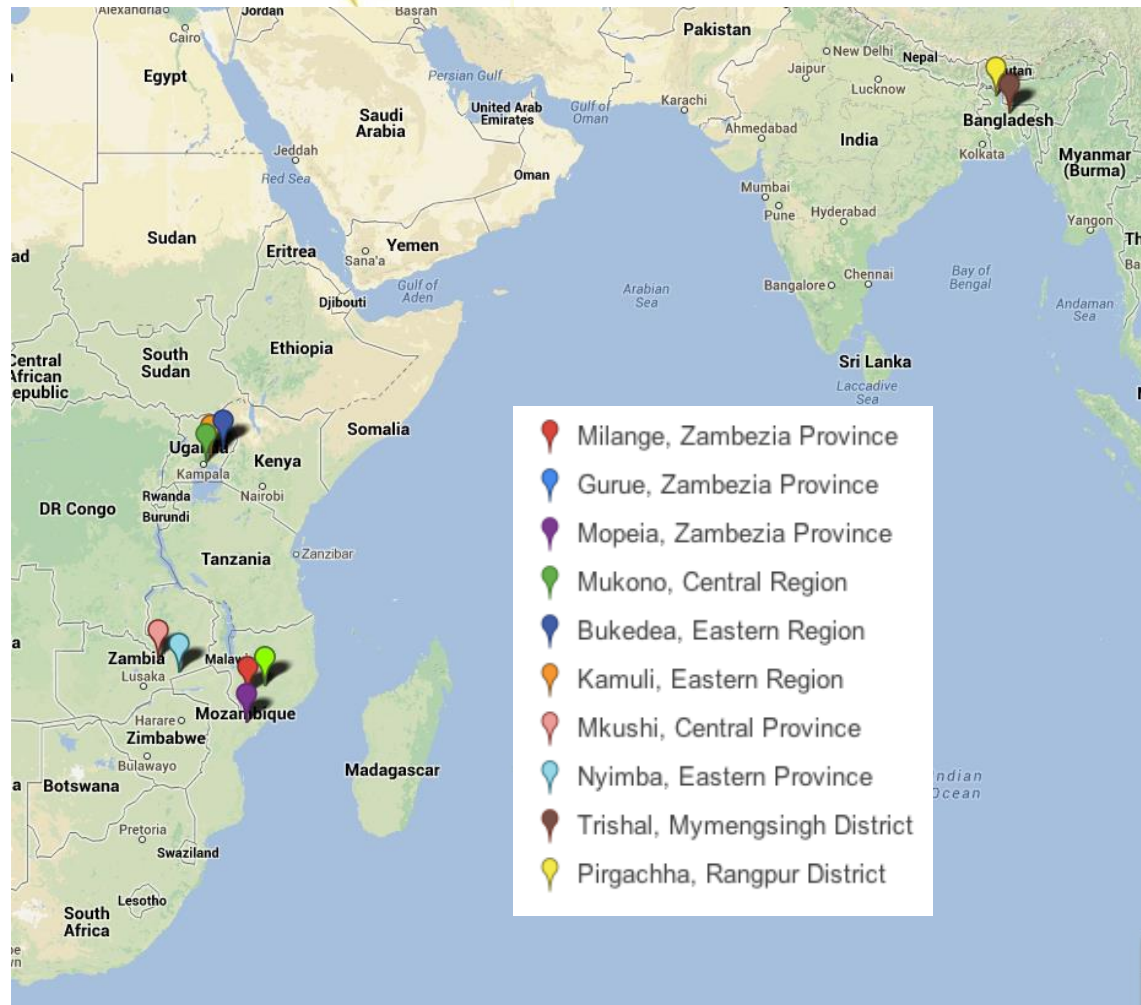 Alexandria
Jordan
Basrah
Cairo
Pakistan
New Delhi
Nepal
Jaipur
Lucknow
Egypt
Persian Gulf
Saudi
Arabia
United Arab
Emirates
Gulf of
Oman
Karachi
Bangladesh
Ahmedabad
India
Kolkata
Jeddah
Myanmar
(Burma)
Red Sea
Oman
Mumbai
Pune
Hyderabad
Sudan
Eritrea
Yemen
Sana'a
Yangon
Gulf of
Aden
Djibouti
Arabian
Sea
Bangalore
Chennai
Bay of
Bengal
Andaman
Sea
South
Sudan
Ethiopia
Sri Lanka
Laccadive
Sea
Central
African
Republic
Somalia
Kenya
Kampala
Rwanda
Nairobi
Burundi
DR Congo
Tanzania
Zanzibar
Zambia
Lusaka
Harare
Mozambique
Zimbabwe
Bulawayo
Botswana
Madagascar
Pretoria
Swaziland
Lesotho
South
Africa
Milange, Zambezia Province
Gurue, Zambezia Province
Mopeia, Zambezia Province
Mukono, Central Region
Bukedea, Eastern Region
Kamuli, Eastern Region
Mkushi, Central Province
Nyimba, Eastern Province
Trishal, Mymengsingh District
Pirgachha, Rangpur District
Indian
Ocean